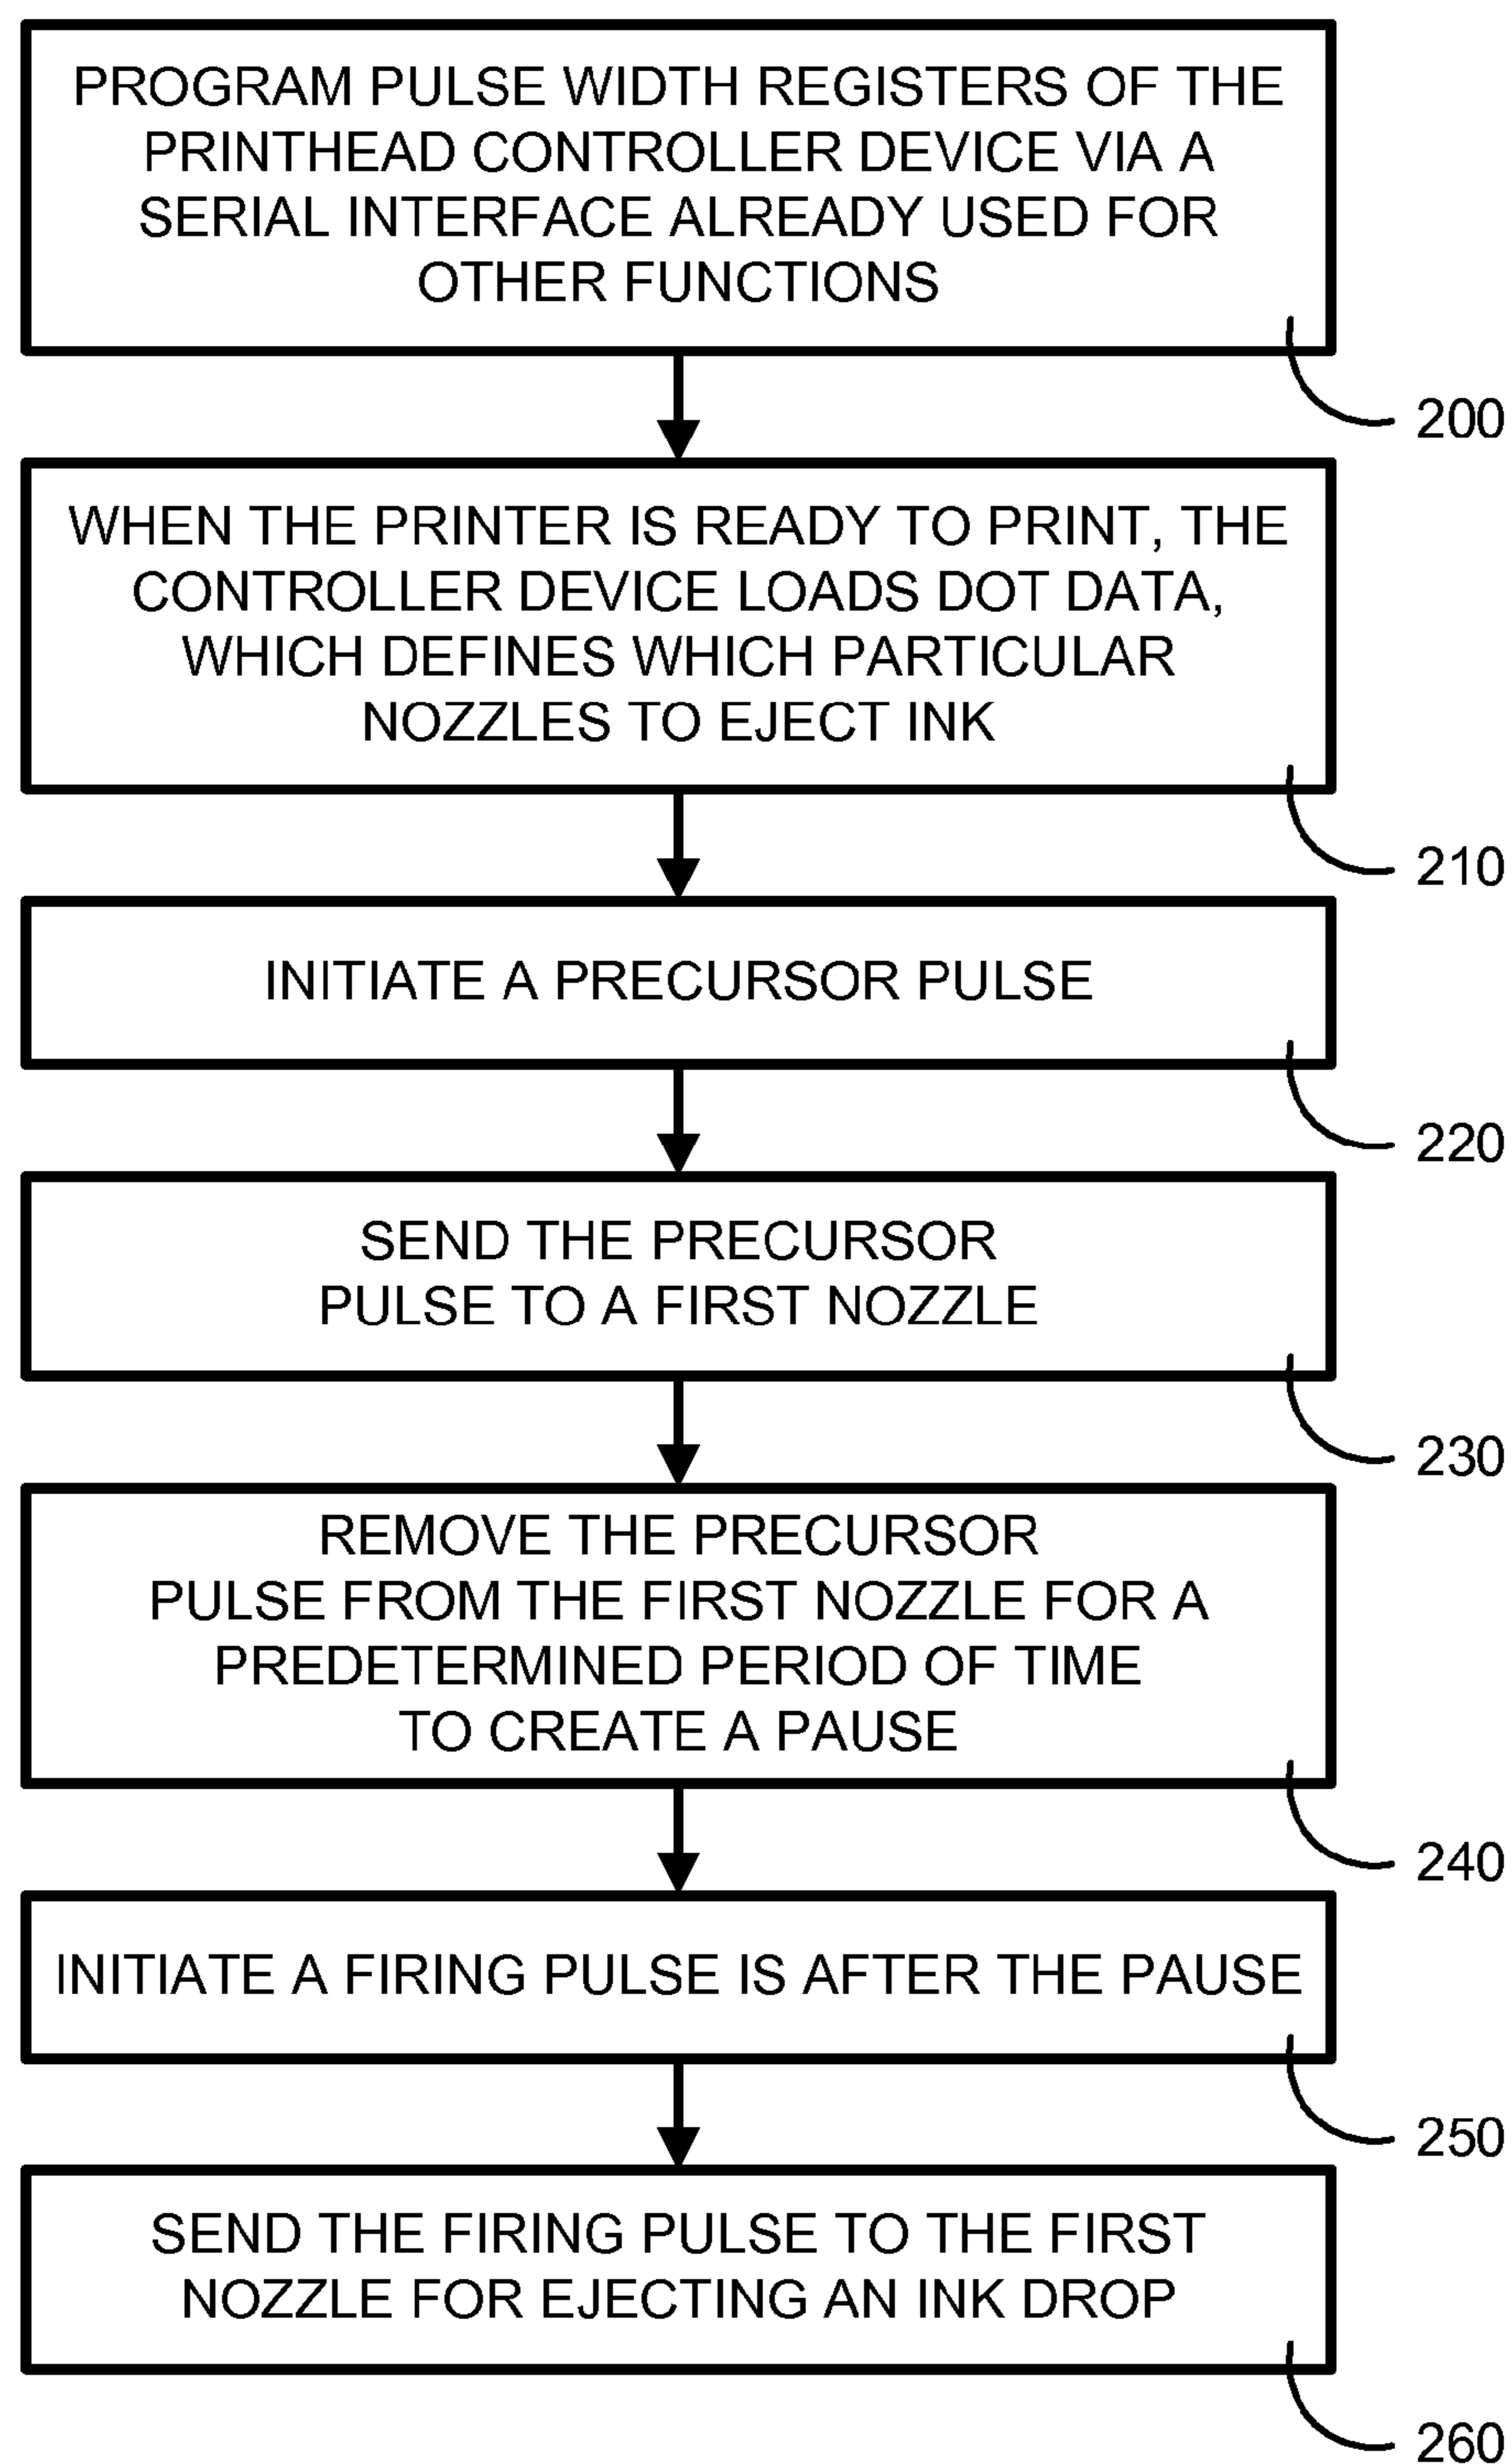 PROGRAM PULSE WIDTH REGISTERS OF THE
PRINTHEAD CONTROLLER DEVICE VIA A
SERIAL INTERFACE ALREADY USED FOR
OTHER FUNCTIONS
200
WHEN THE PRINTER IS READY TO PRINT, THE
CONTROLLER DEVICE LOADS DOT DATA,
WHICH DEFINES WHICH PARTICULAR
NOZZLES TO EJECT INK
210
INITIATE A PRECURSOR PULSE
220
SEND THE PRECURSOR
PULSE TO A FIRST NOZZLE
230
REMOVE THE PRECURSOR
PULSE FROM THE FIRST NOZZLE FOR A
PREDETERMINED PERIOD OF TIME
TO CREATE A PAUSE
240
INITIATE A FIRING PULSE IS AFTER THE PAUSE
250
SEND THE FIRING PULSE TO THE FIRST
NOZZLE FOR EJECTING AN INK DROP
260